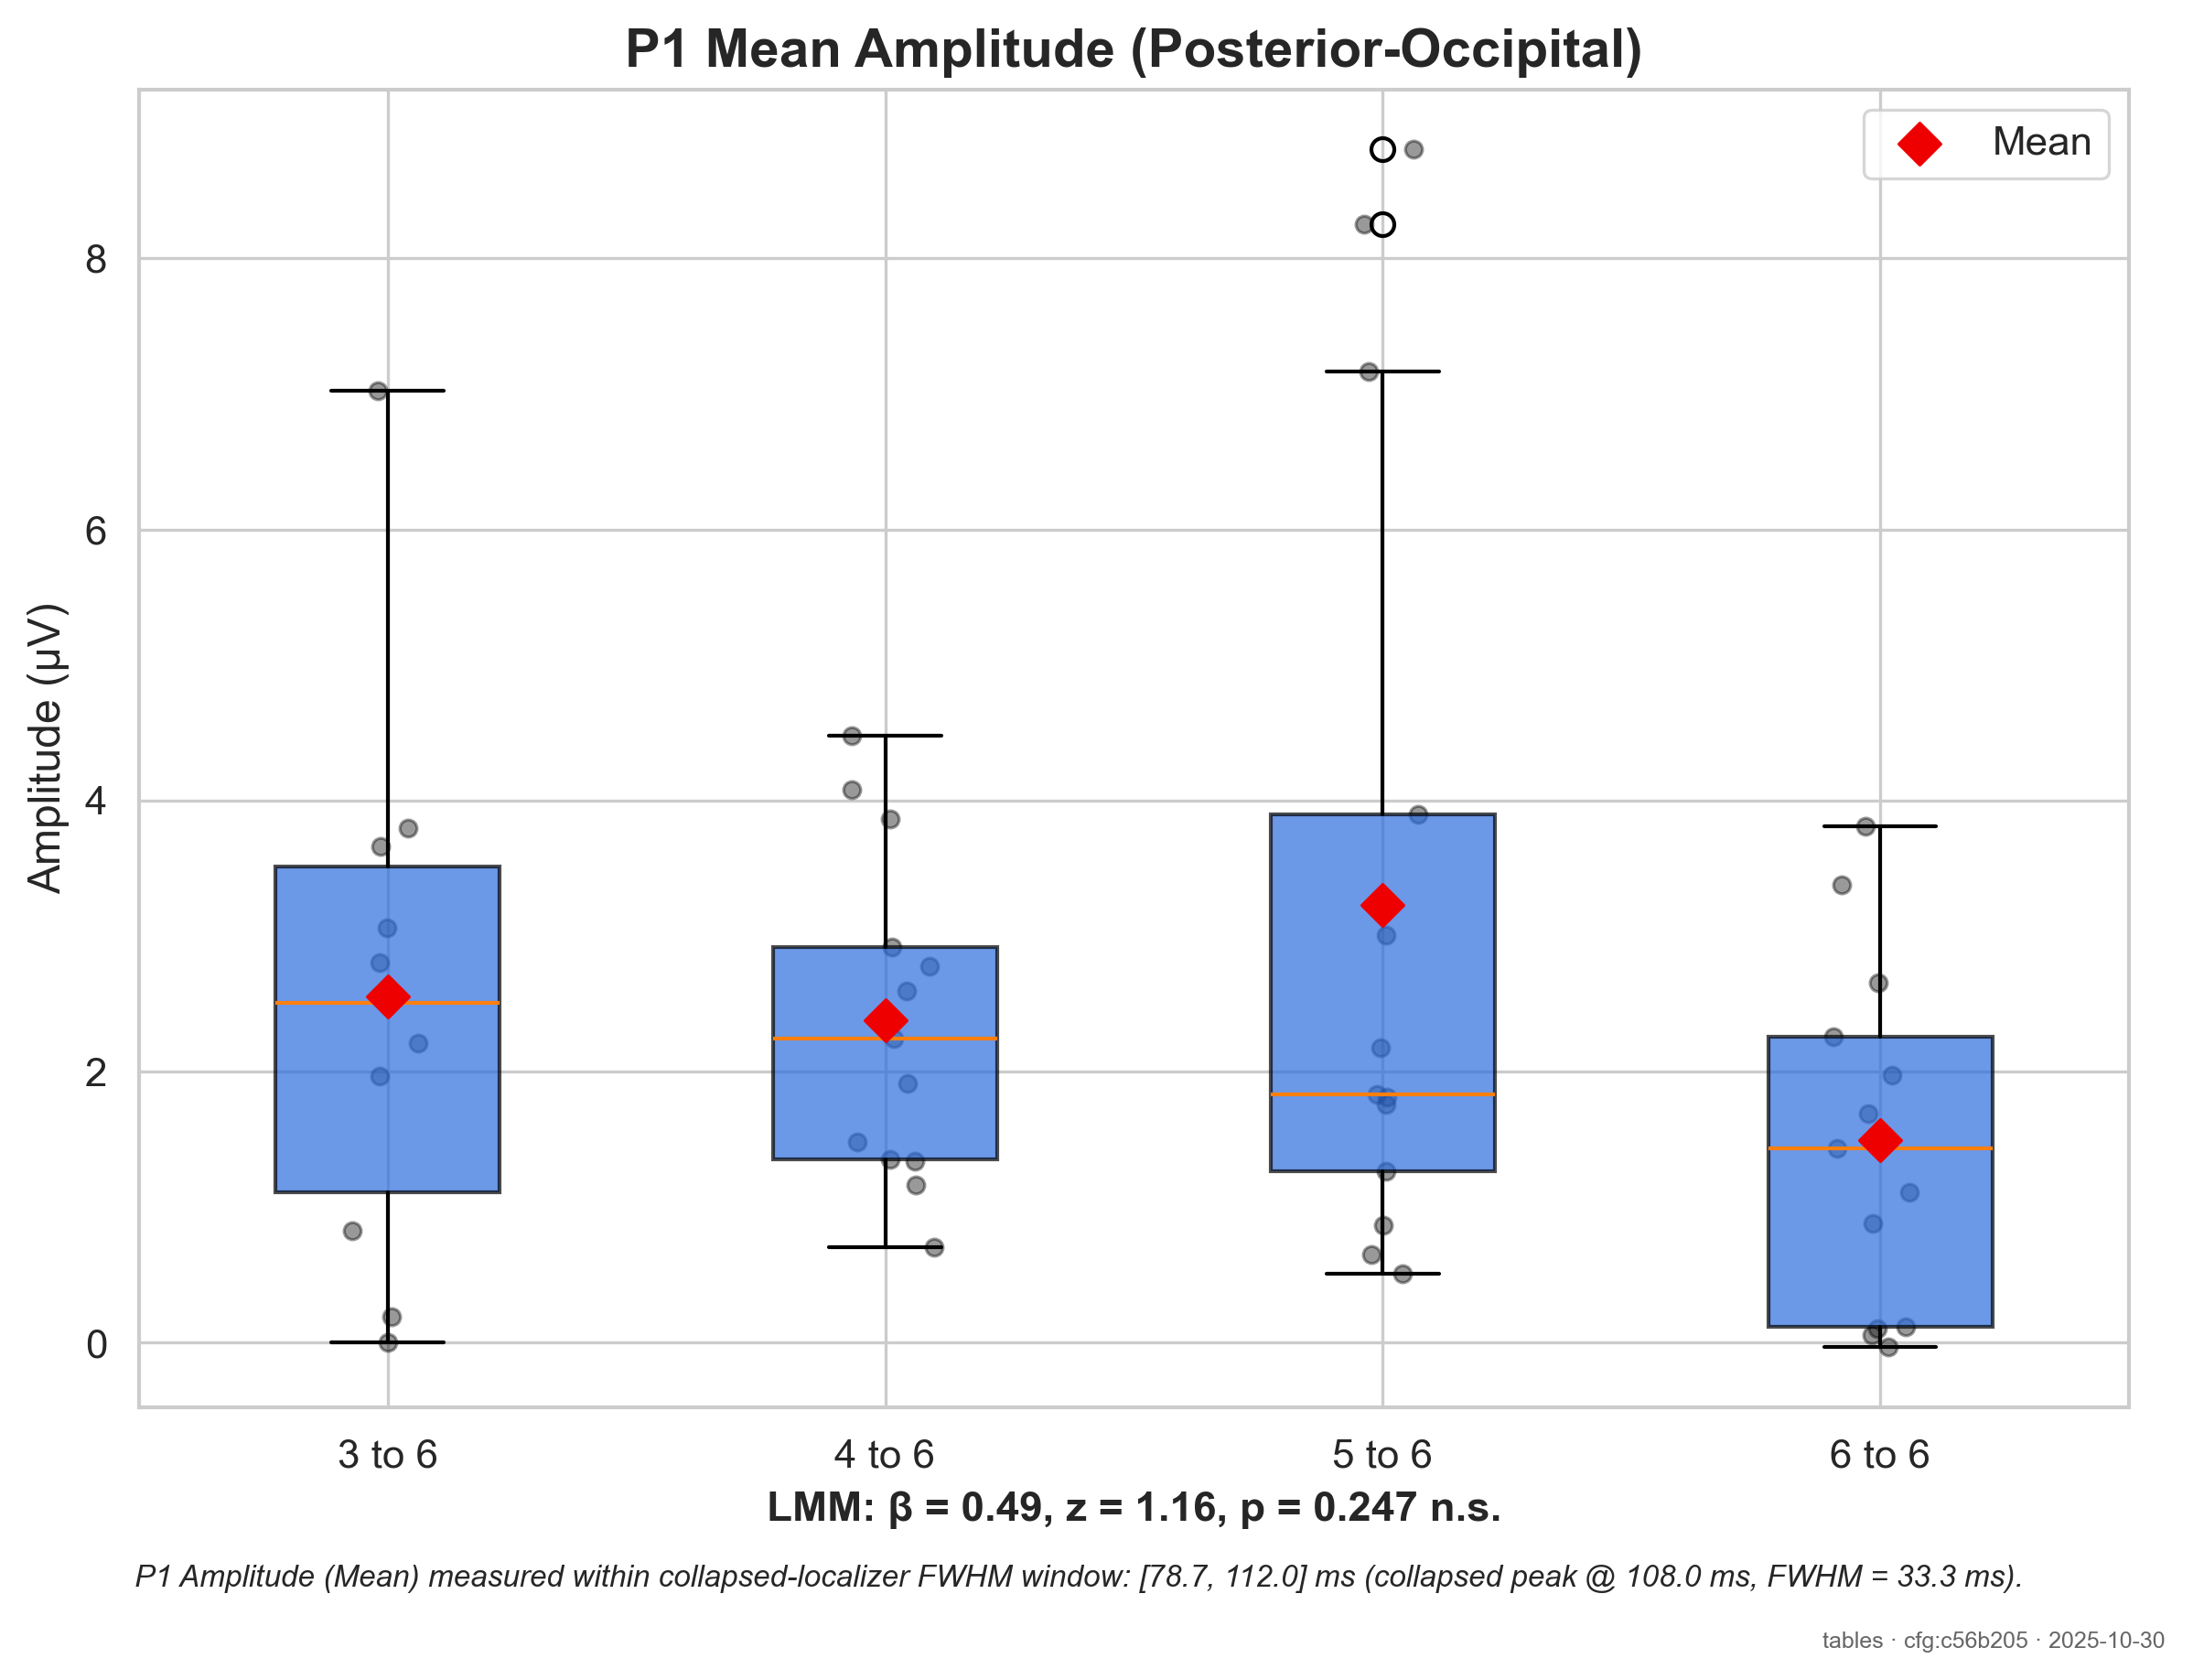 P1 Mean Amplitude (Posterior-Occipital)
Mean
Amplitude (µV)
8
6
4
2
0
3 to 6
4 to 6
5 to 6
6 to 6
LMM: β = 0.49, z = 1.16, p = 0.247 n.s.
P1 Amplitude (Mean) measured within collapsed-localizer FWHM window: [78.7, 112.0] ms (collapsed peak @ 108.0 ms, FWHM = 33.3 ms).
tables · cfg:c56b205 · 2025-10-30